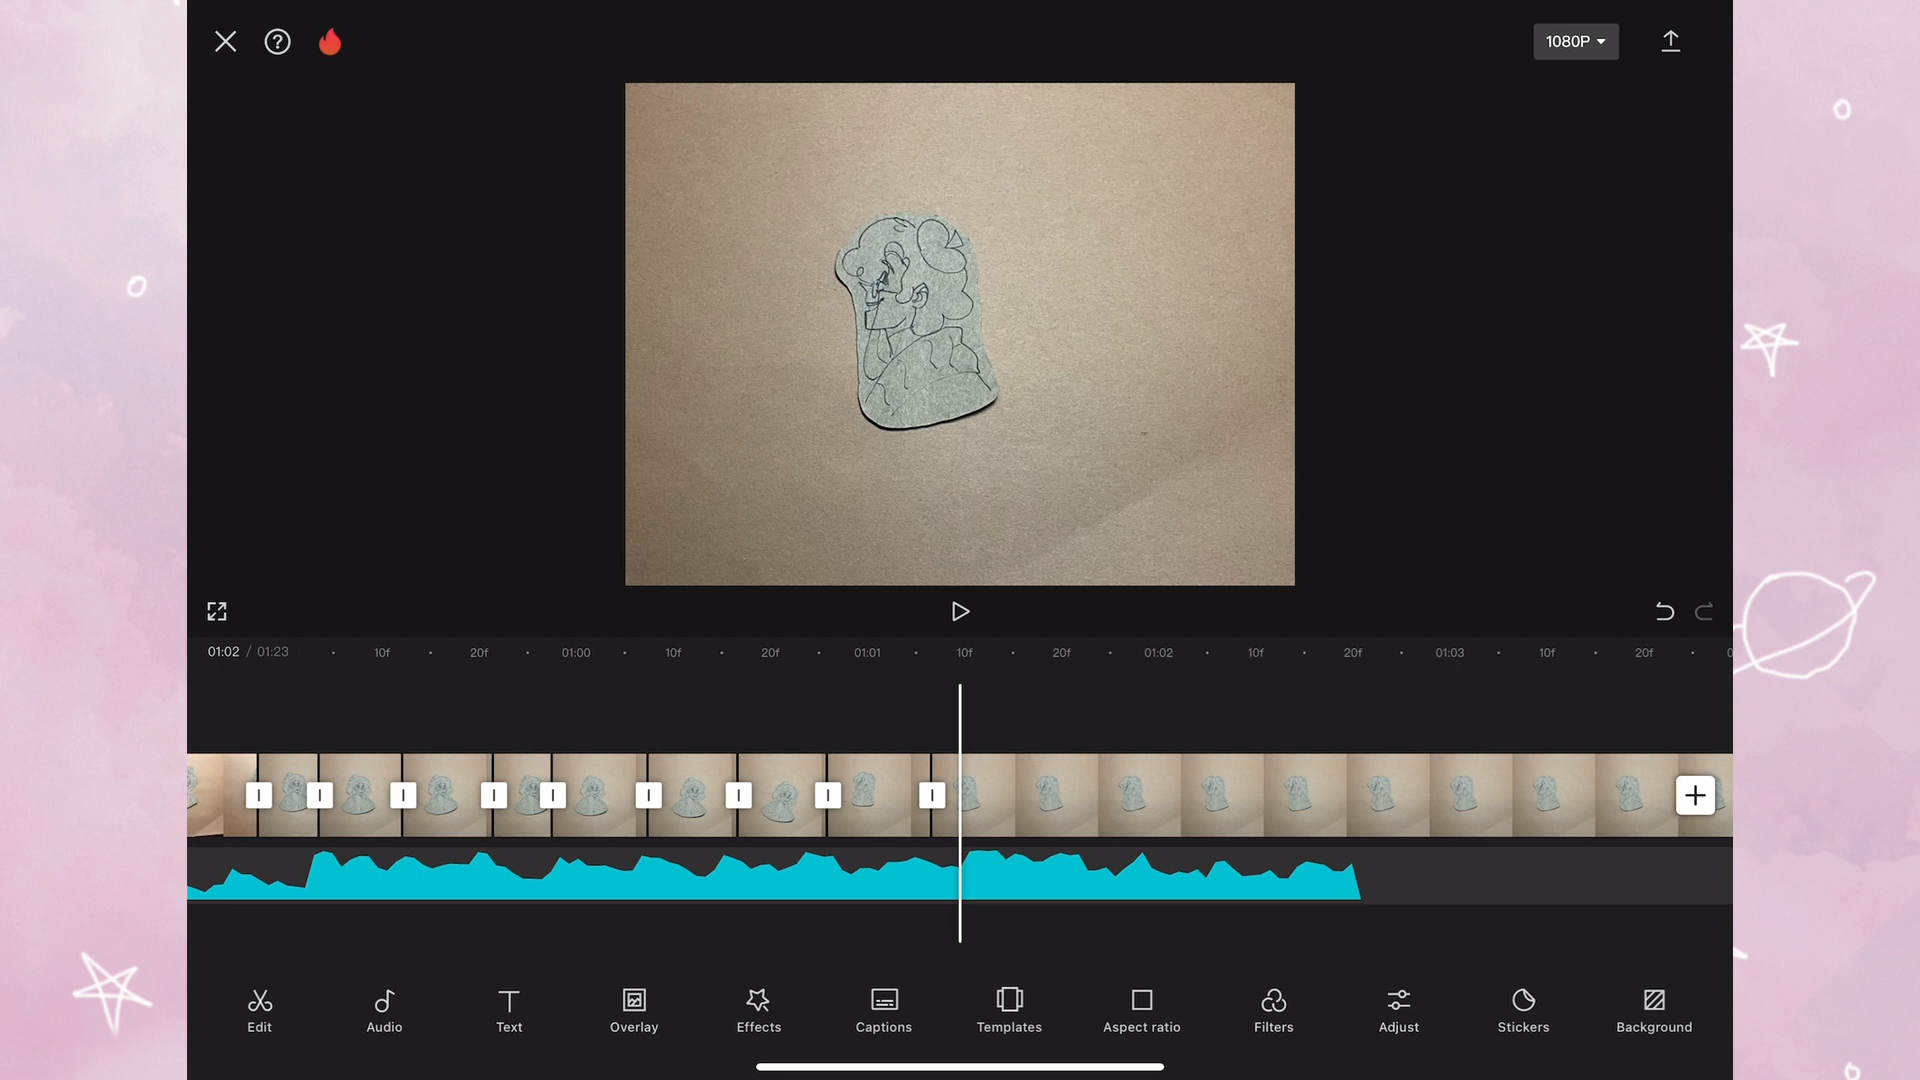 1080P
01:02 / 01:23
10f 20f 01:00 10f 20f 01:01 10f 20f 01:02 10f 20f 01:03 10f 20f
Edit Audio Text Overlay Effects Captions Templates Aspect ratio Filters Adjust Stickers Background